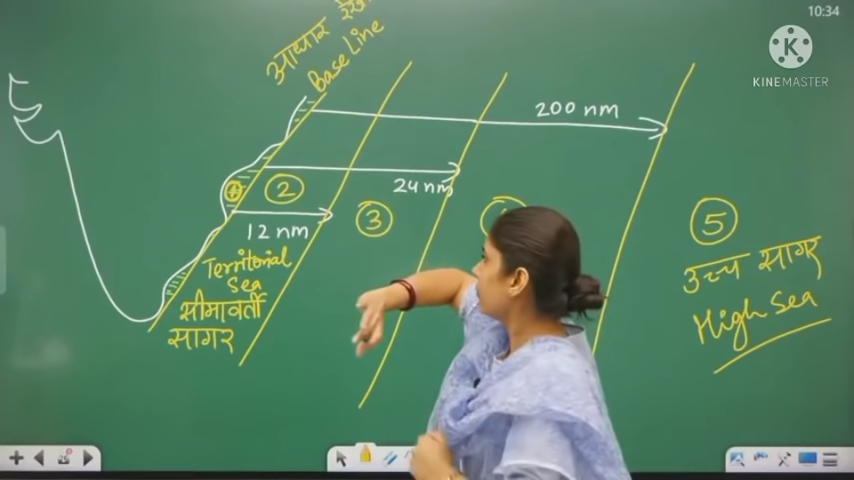 10:34
K
KINEMASTER
आधार रेखा
Base Line
200 nm
24 nm
12 nm
1
2
3
5
Territorial
Sea
सीमावर्ती
सागर
उच्च सागर
High Sea